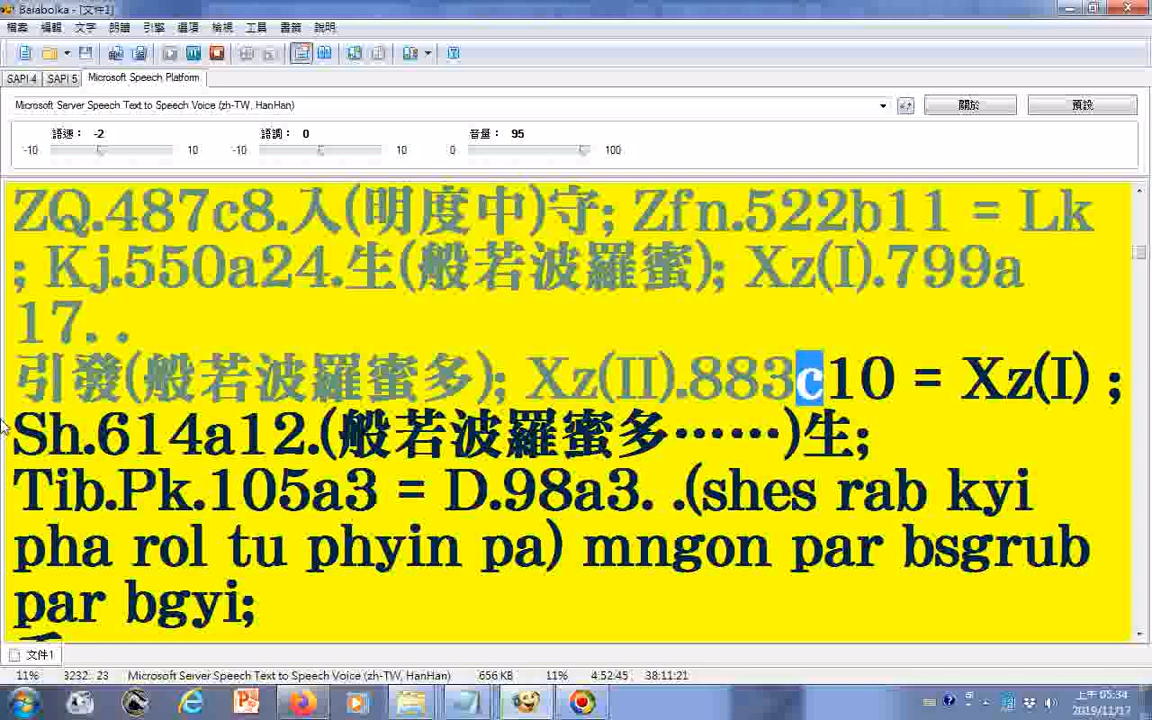 Balabolka - [文件1]
檔案 編輯 文字 朗讀 引擎 選項 檢視 工具 書籤 說明
SAPI 4 SAPI 5 Microsoft Speech Platform
Microsoft Server Speech Text to Speech Voice (zh-TW, HanHan) 關於 預設
語速： -2 語調： 0 音量： 95
-10 10 -10 10 0 100
ZQ.487c8.入(明度中)守; Zfn.522b11 = Lk
; Kj.550a24.生(般若波羅蜜); Xz(I).799a
17. .
引發(般若波羅蜜多); Xz(II).883c10 = Xz(I) ;
Sh.614a12.(般若波羅蜜多……)生;
Tib.Pk.105a3 = D.98a3. .(shes rab kyi
pha rol tu phyin pa) mngon par bsgrub
par bgyi;
文件1
11% 3232: 23 Microsoft Server Speech Text to Speech Voice (zh-TW, HanHan) 656 KB 11% 4:52:45 38:11:21
上午 05:34
2019/11/17